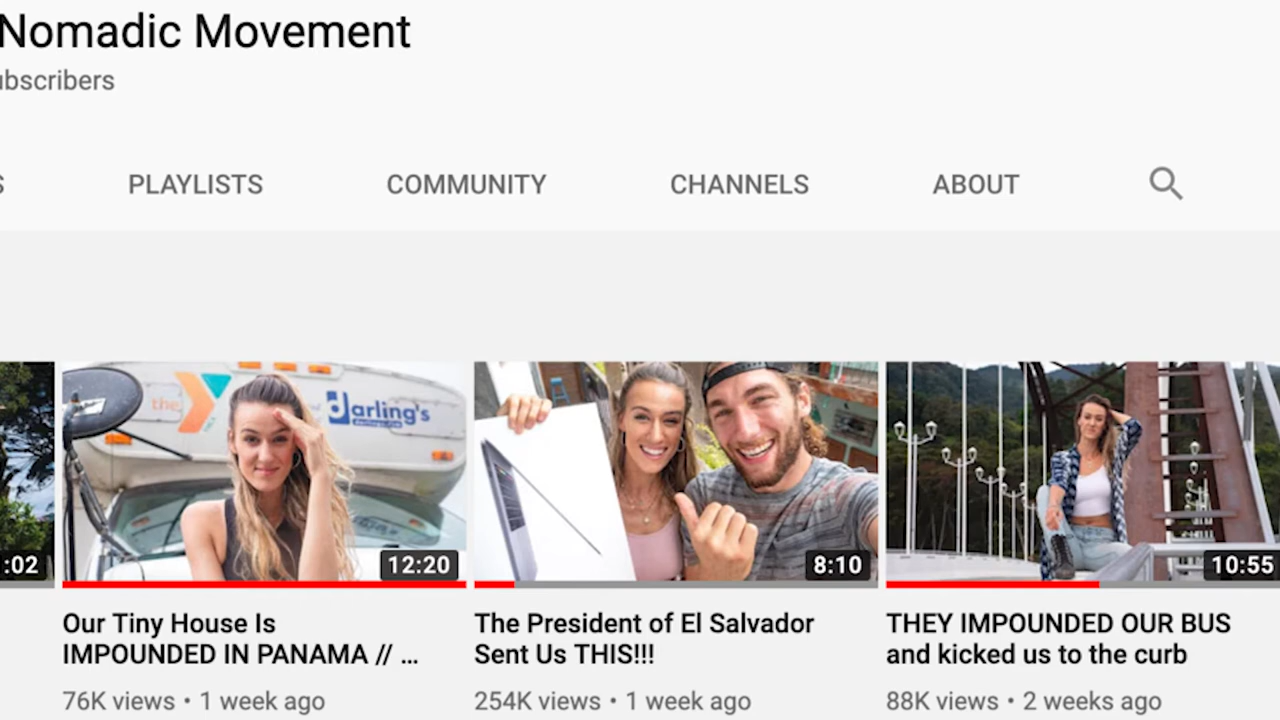 Nomadic Movement
ubscribers
S PLAYLISTS COMMUNITY CHANNELS ABOUT
the
darling's
:02
12:20
8:10
10:55
Our Tiny House Is
IMPOUNDED IN PANAMA // ...
76K views • 1 week ago
The President of El Salvador
Sent Us THIS!!!
254K views • 1 week ago
THEY IMPOUNDED OUR BUS
and kicked us to the curb
88K views • 2 weeks ago